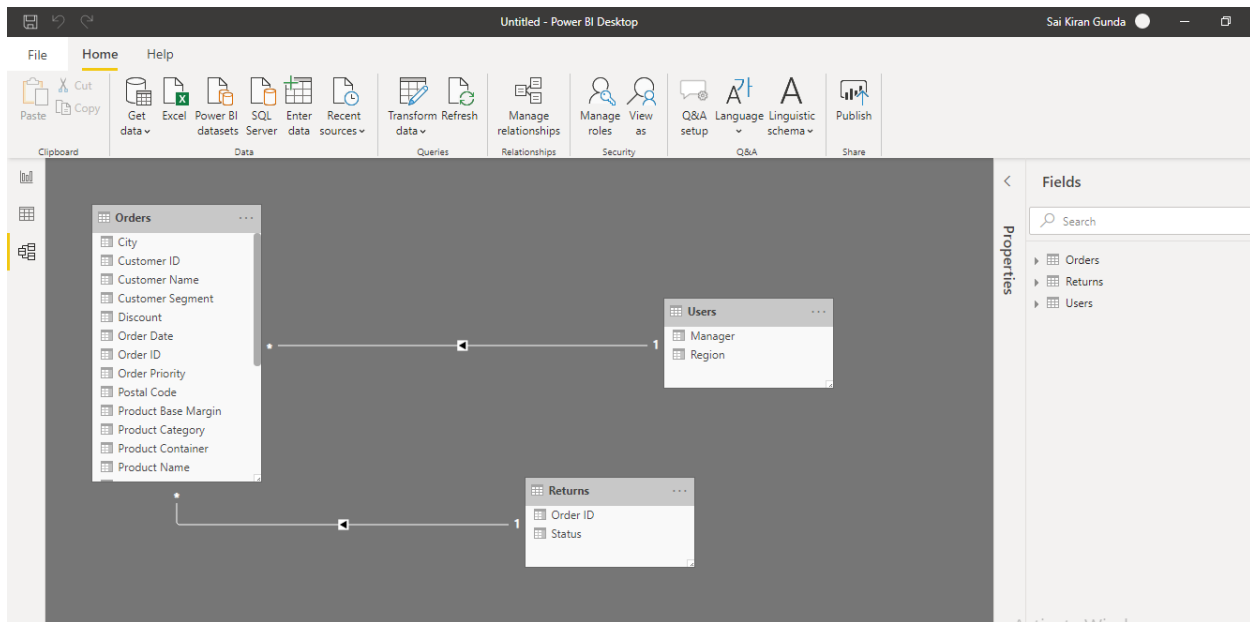 Untitled - Power BI Desktop
Sai Kiran Gunda
File Home Help
Paste
Cut
Copy
Get data
Excel
Power BI datasets
SQL Server
Enter data
Recent sources
Transform data
Refresh
Manage relationships
Manage roles
View as
Q&A setup
Language
Linguistic schema
Publish
Clipboard
Data
Queries
Relationships
Security
Q&A
Share
Orders
City
Customer ID
Customer Name
Customer Segment
Discount
Order Date
Order ID
Order Priority
Postal Code
Product Base Margin
Product Category
Product Container
Product Name
*
1
Users
Manager
Region
*
1
Returns
Order ID
Status
Properties
Fields
Search
Orders
Returns
Users